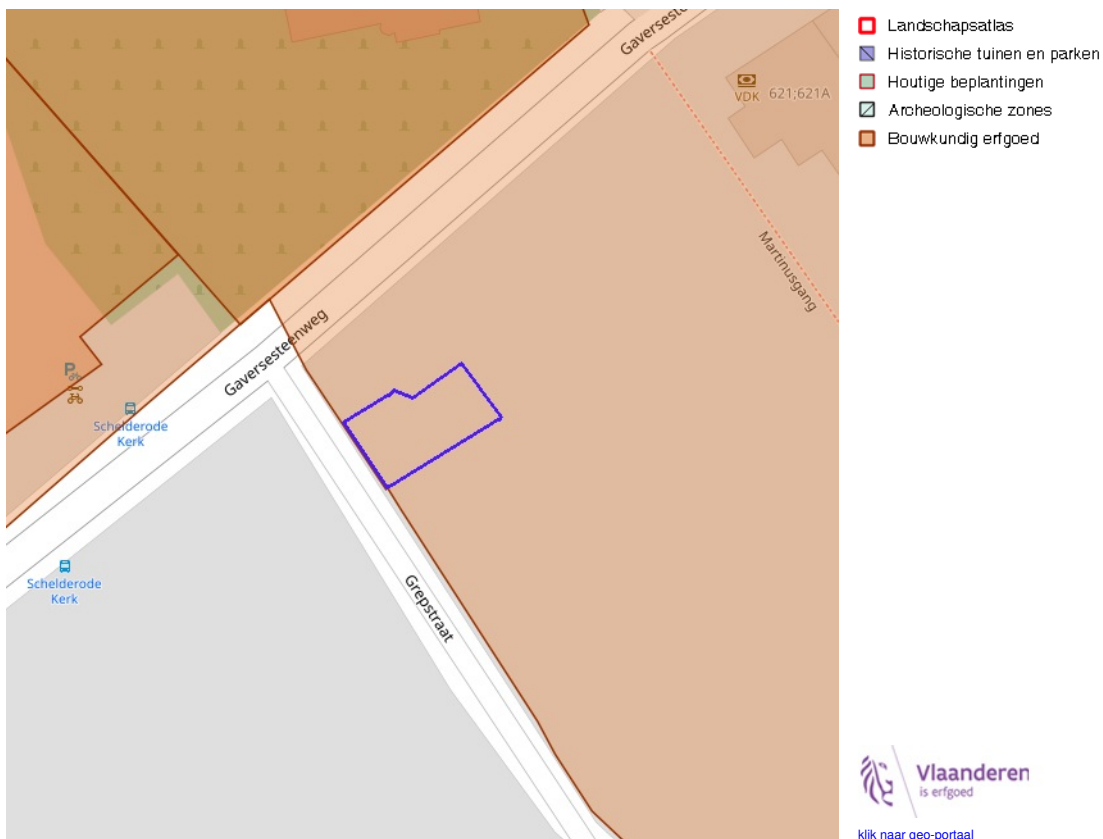 Gaversesteenweg
VDK
621;621A
Martinusgang
P
Schelderode
Kerk
Schelderode
Kerk
Grepstraat
Landschapsatlas
Historische tuinen en parken
Houtige beplantingen
Archeologische zones
Bouwkundig erfgoed
Vlaanderen
is erfgoed
klik naar geo-portaal